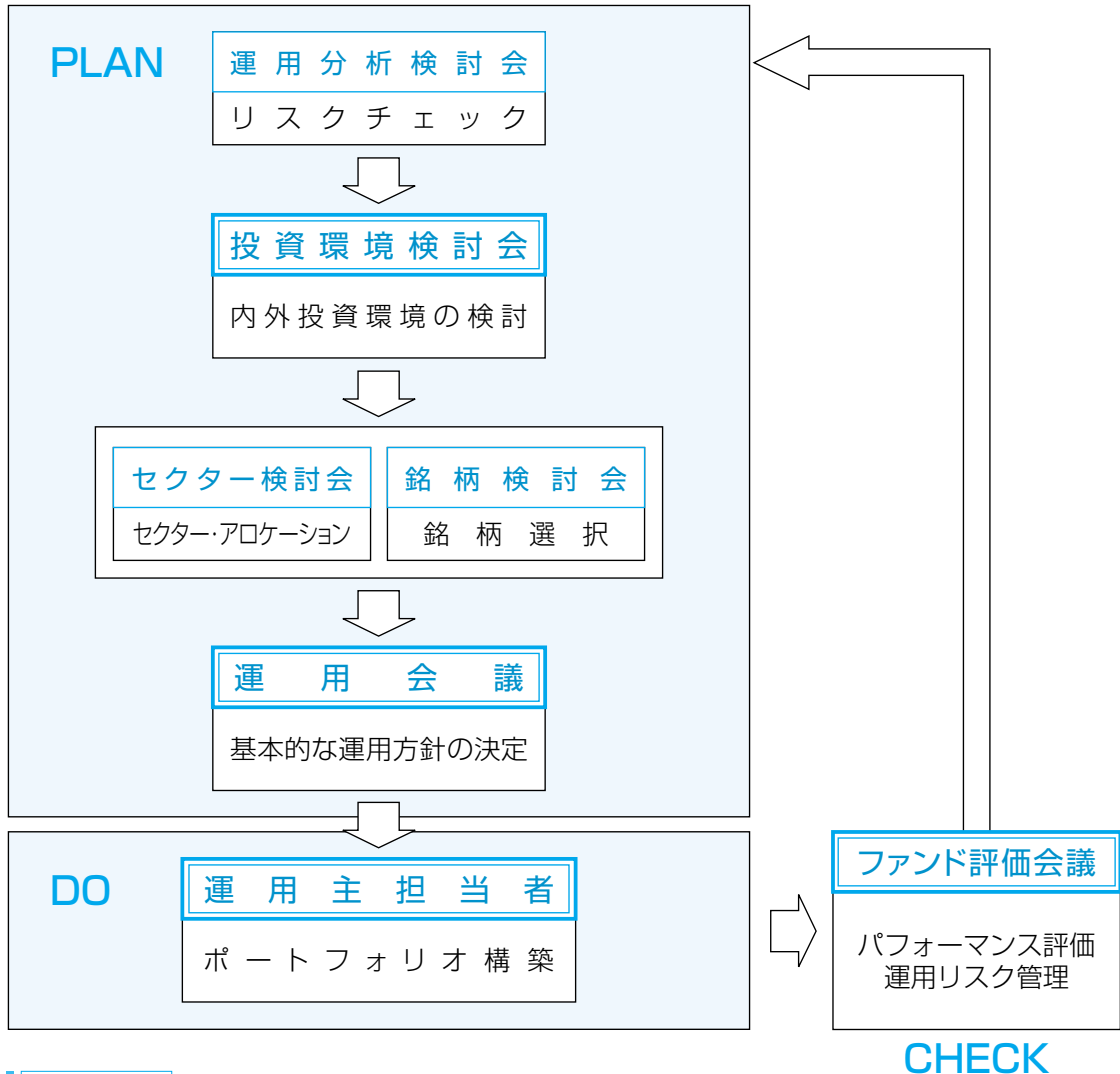 PLAN
運用分析検討会
リスクチェック
投資環境検討会
内外投資環境の検討
セクター検討会
セクター・アロケーション
銘柄検討会
銘柄選択
運用会議
基本的な運用方針の決定
DO
運用主担当者
ポートフォリオ構築
ファンド評価会議
パフォーマンス評価
運用リスク管理
CHECK